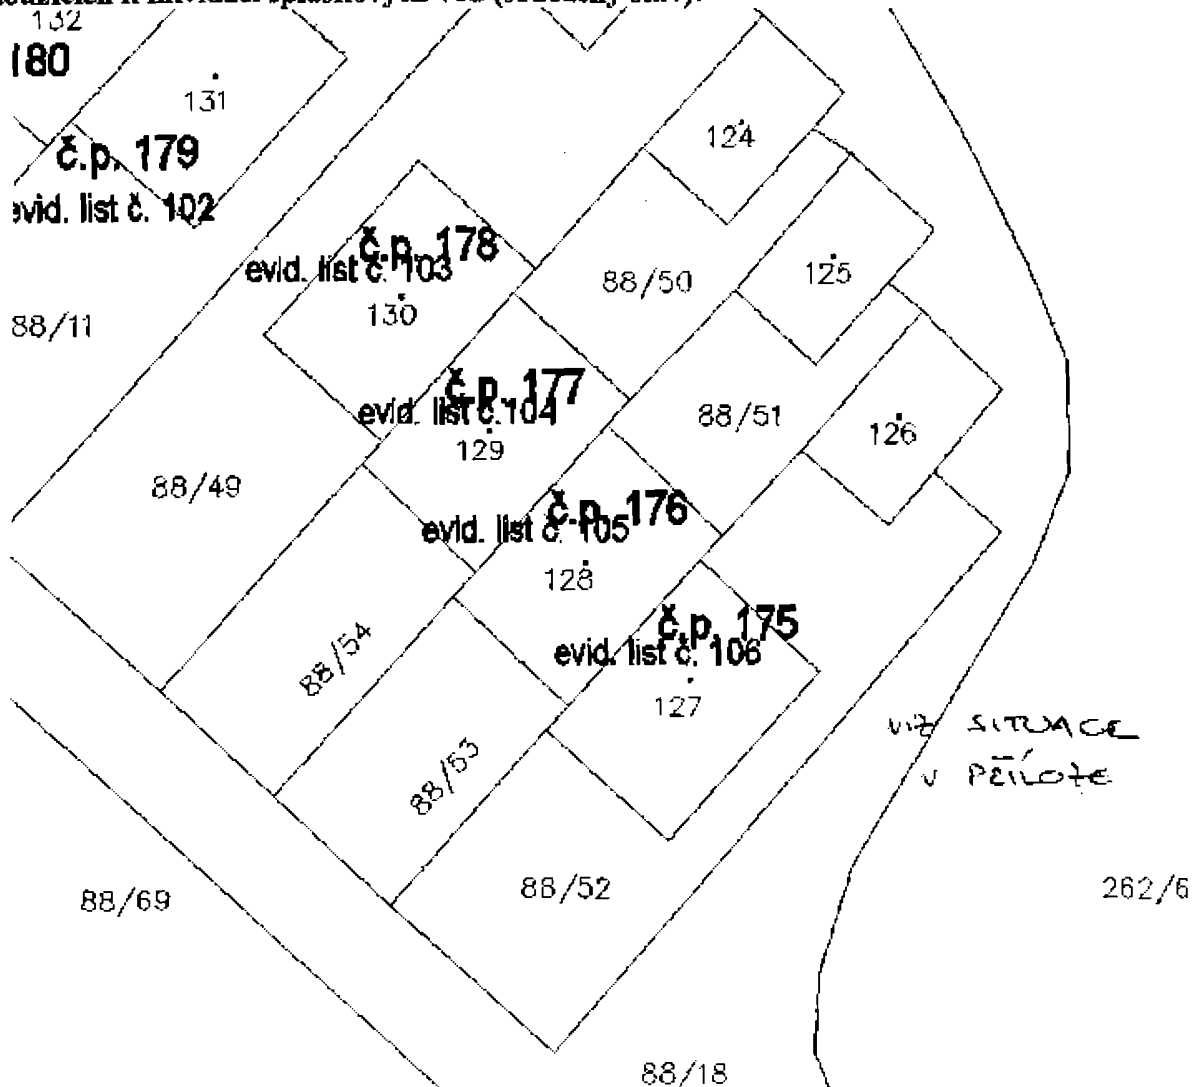 132
180
131
č.p. 179
evid. list č. 102
124
č.p. 178
evid. list č. 103
130
88/50
125
88/11
č.p. 177
evid. list č.104
129
88/51
126
88/49
č.p. 176
evid. list č. 105
128
88/54
č.p. 175
evid. list č. 106
127
VIZ SITUACE
V PŘÍLOZE
88/53
88/52
88/69
262/6
88/18